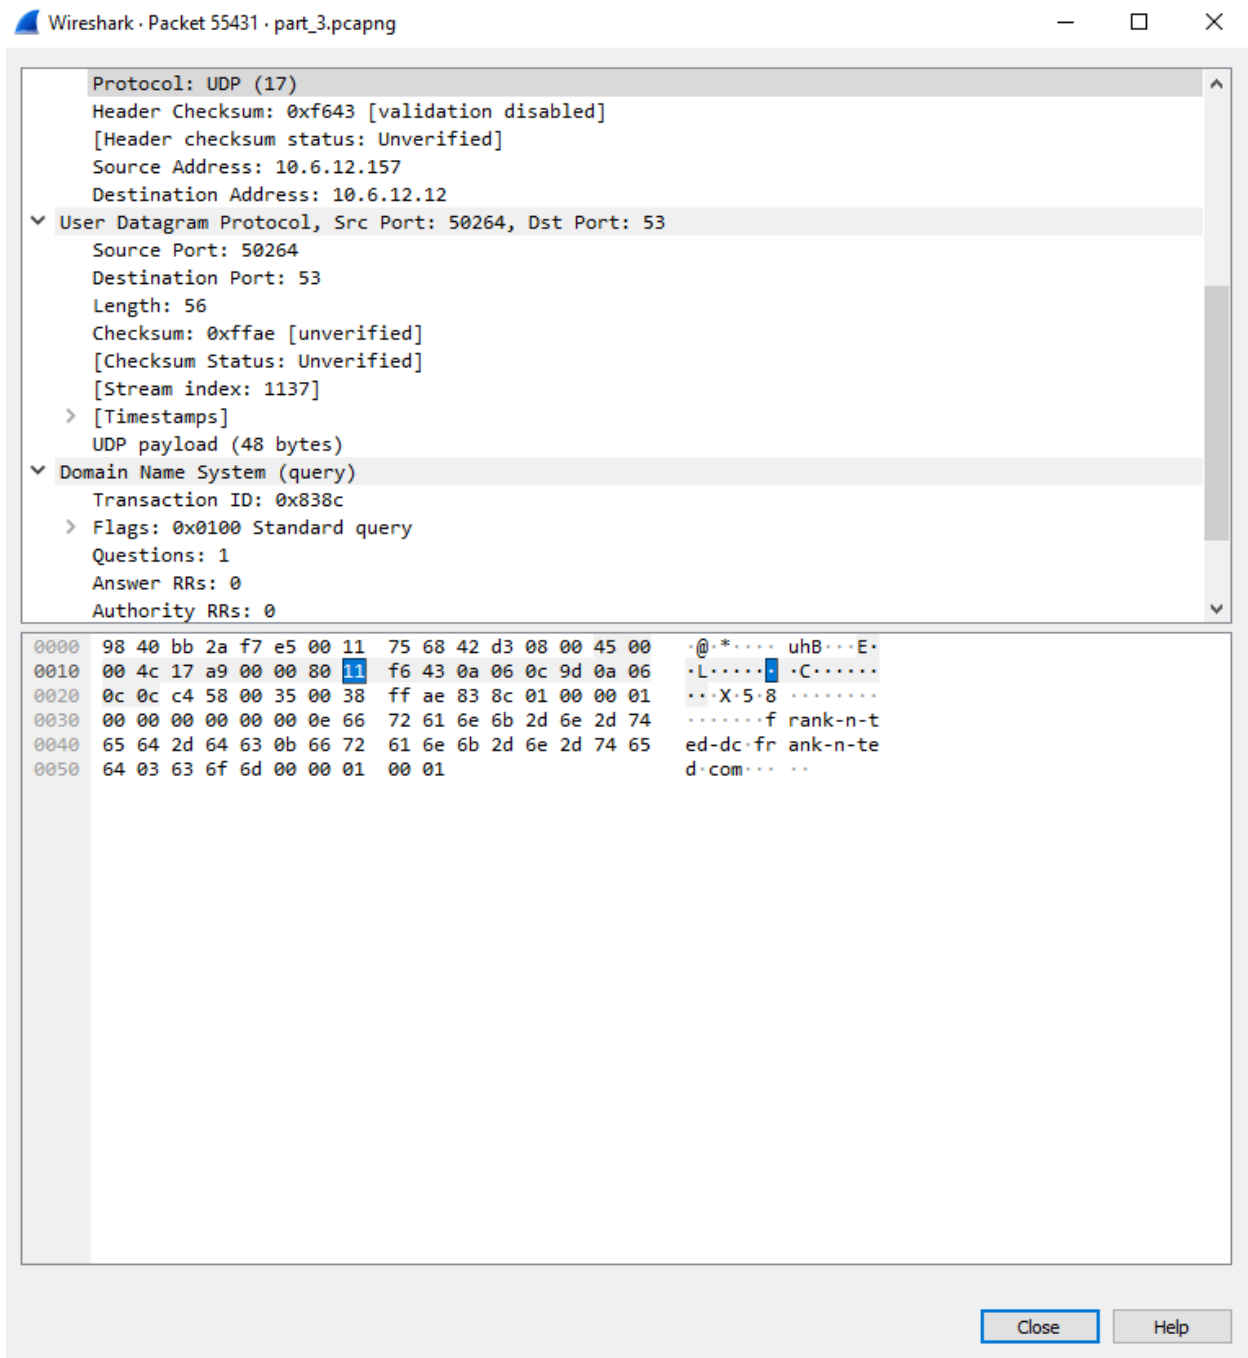 Wireshark · Packet 55431 · part_3.pcapng
Protocol: UDP (17)
Header Checksum: 0xf643 [validation disabled]
[Header checksum status: Unverified]
Source Address: 10.6.12.157
Destination Address: 10.6.12.12
User Datagram Protocol, Src Port: 50264, Dst Port: 53
Source Port: 50264
Destination Port: 53
Length: 56
Checksum: 0xffae [unverified]
[Checksum Status: Unverified]
[Stream index: 1137]
[Timestamps]
UDP payload (48 bytes)
Domain Name System (query)
Transaction ID: 0x838c
Flags: 0x0100 Standard query
Questions: 1
Answer RRs: 0
Authority RRs: 0
0000 98 40 bb 2a f7 e5 00 11 75 68 42 d3 08 00 45 00 ·@·*···· uhB···E·
0010 00 4c 17 a9 00 00 80 11 f6 43 0a 06 0c 9d 0a 06 ·L······ ·C······
0020 0c 0c c4 58 00 35 00 38 ff ae 83 8c 01 00 00 01 ···X·5·8 ········
0030 00 00 00 00 00 00 0e 66 72 61 6e 6b 2d 6e 2d 74 ·······f rank-n-t
0040 65 64 2d 64 63 0b 66 72 61 6e 6b 2d 6e 2d 74 65 ed-dc·fr ank-n-te
0050 64 03 63 6f 6d 00 00 01 00 01 d·com··· ··
Close Help